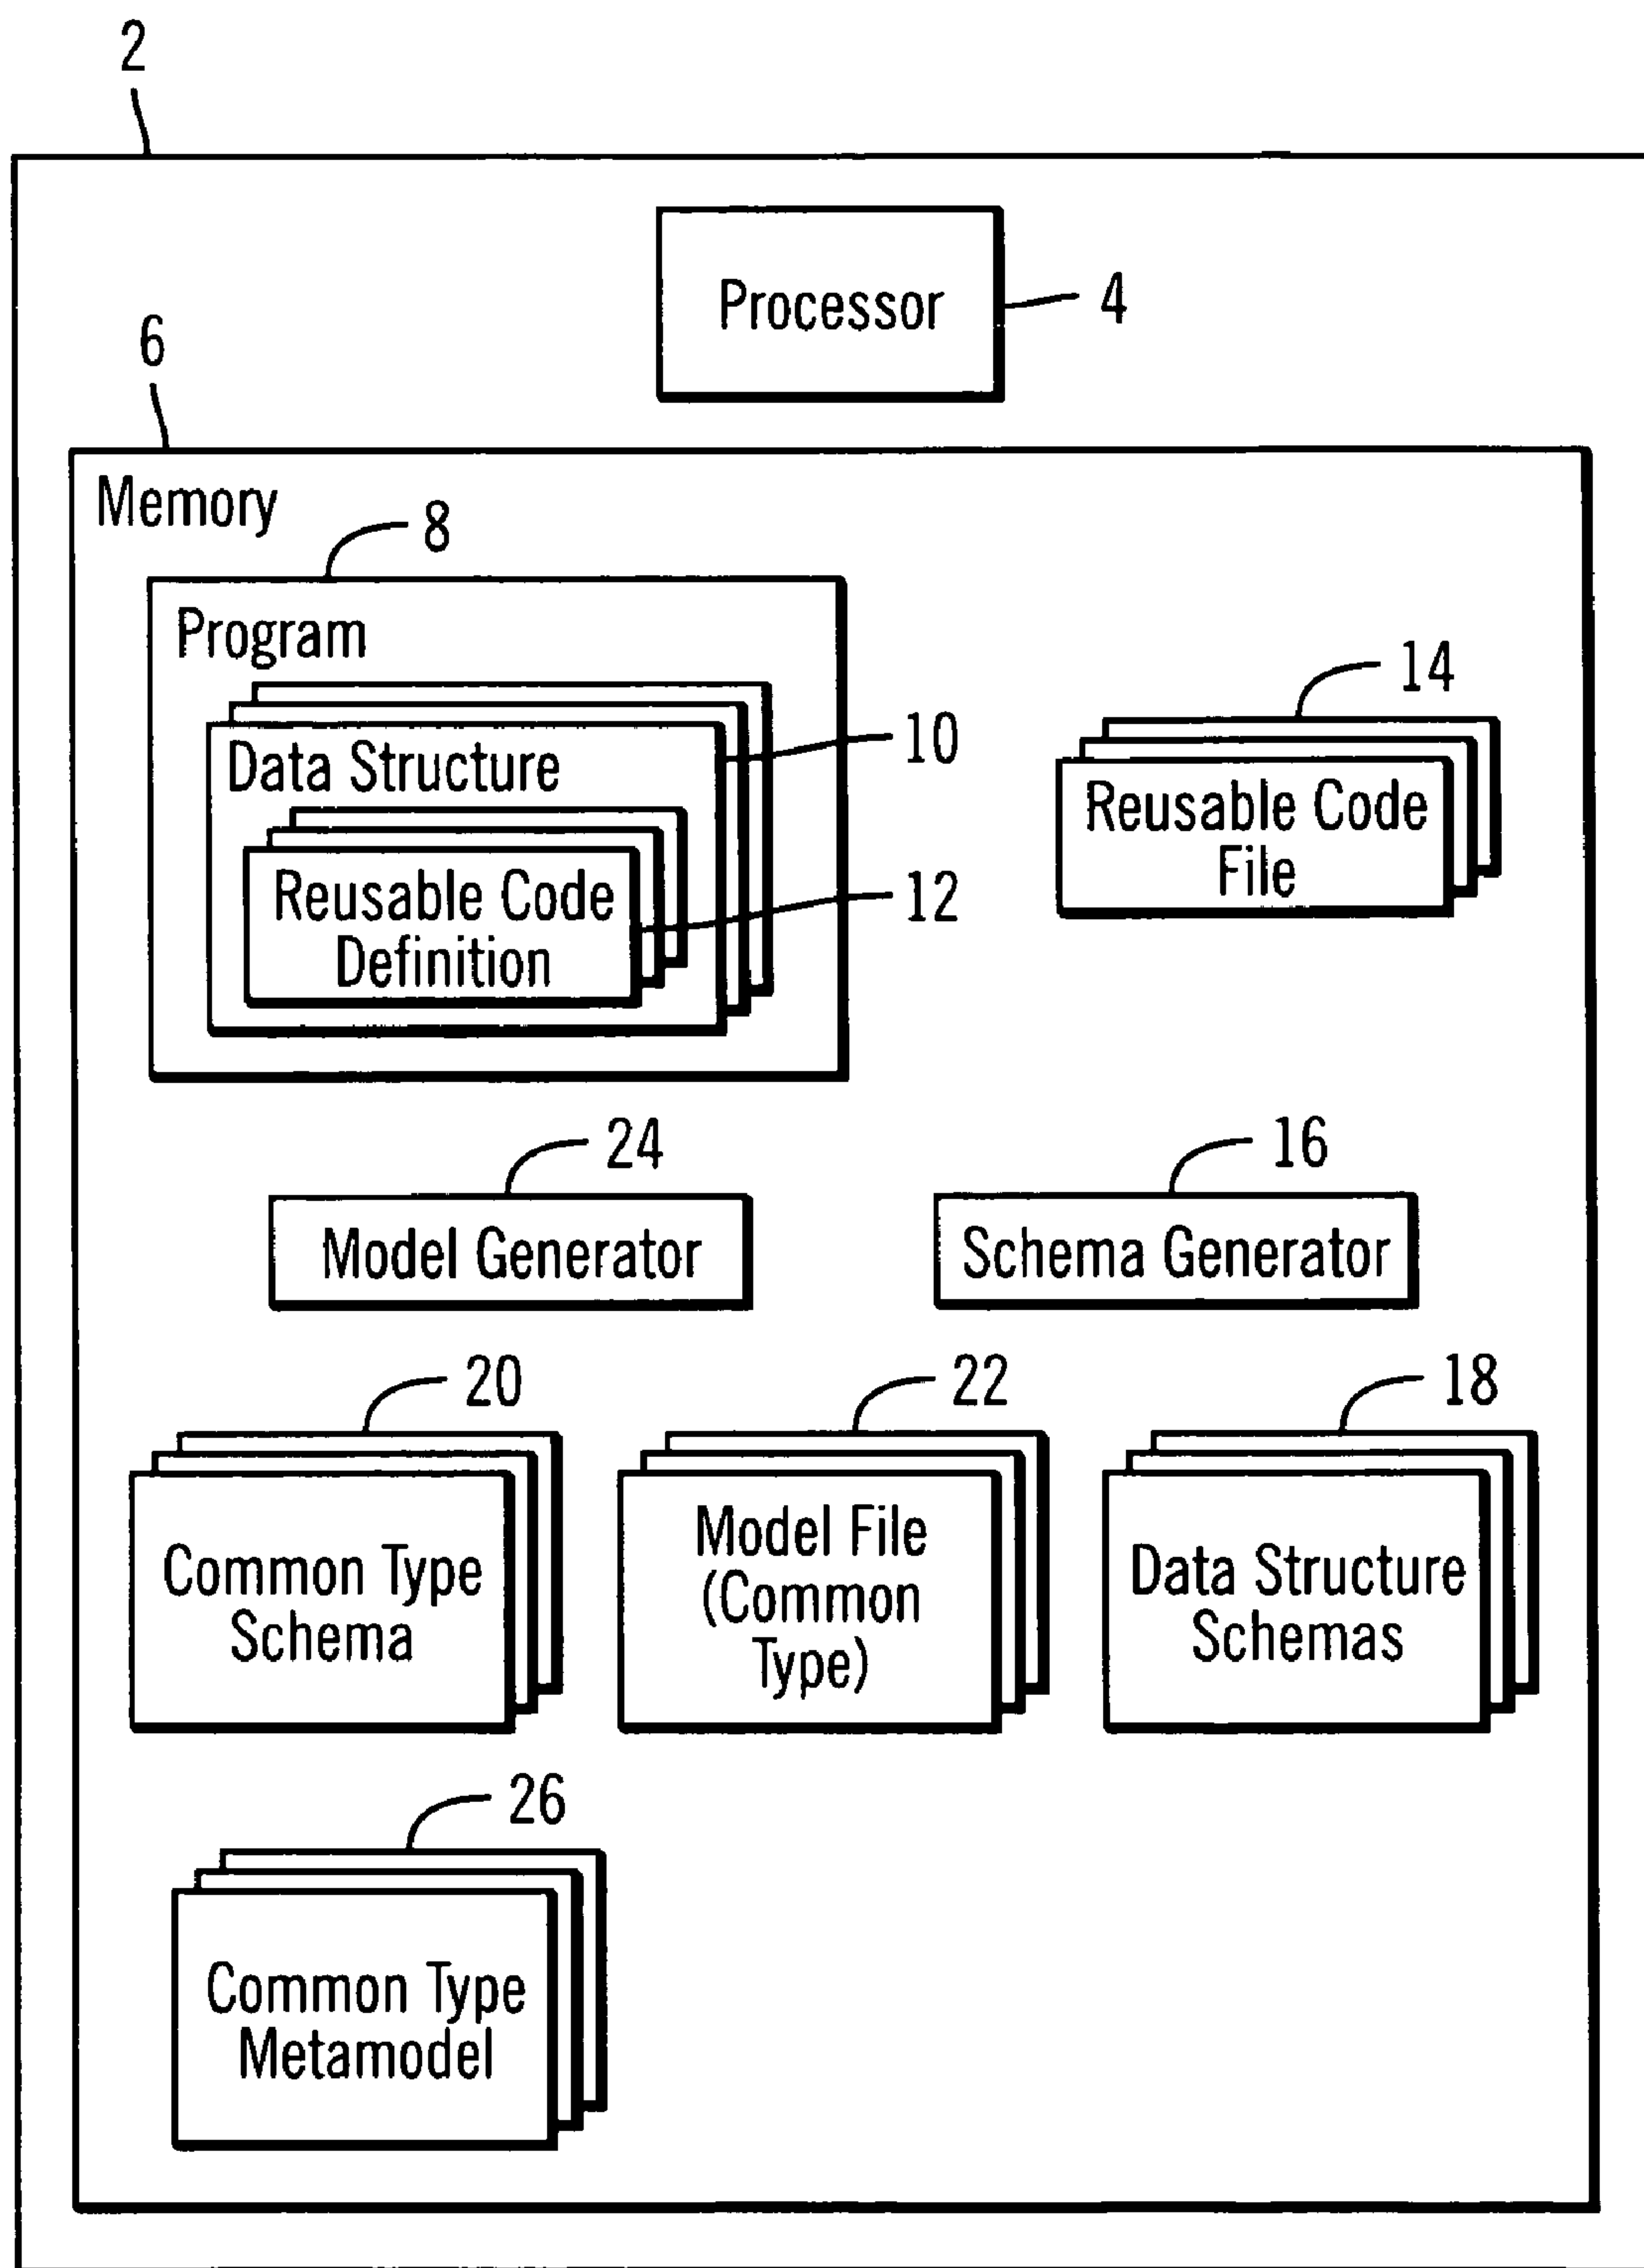 2
Processor
4
6
Memory
8
Program
14
Data Structure
10
Reusable Code
File
Reusable Code
Definition
12
24
16
Model Generator
Schema Generator
20
22
18
Common Type
Schema
Model File
(Common
Type)
Data Structure
Schemas
26
Common Type
Metamodel